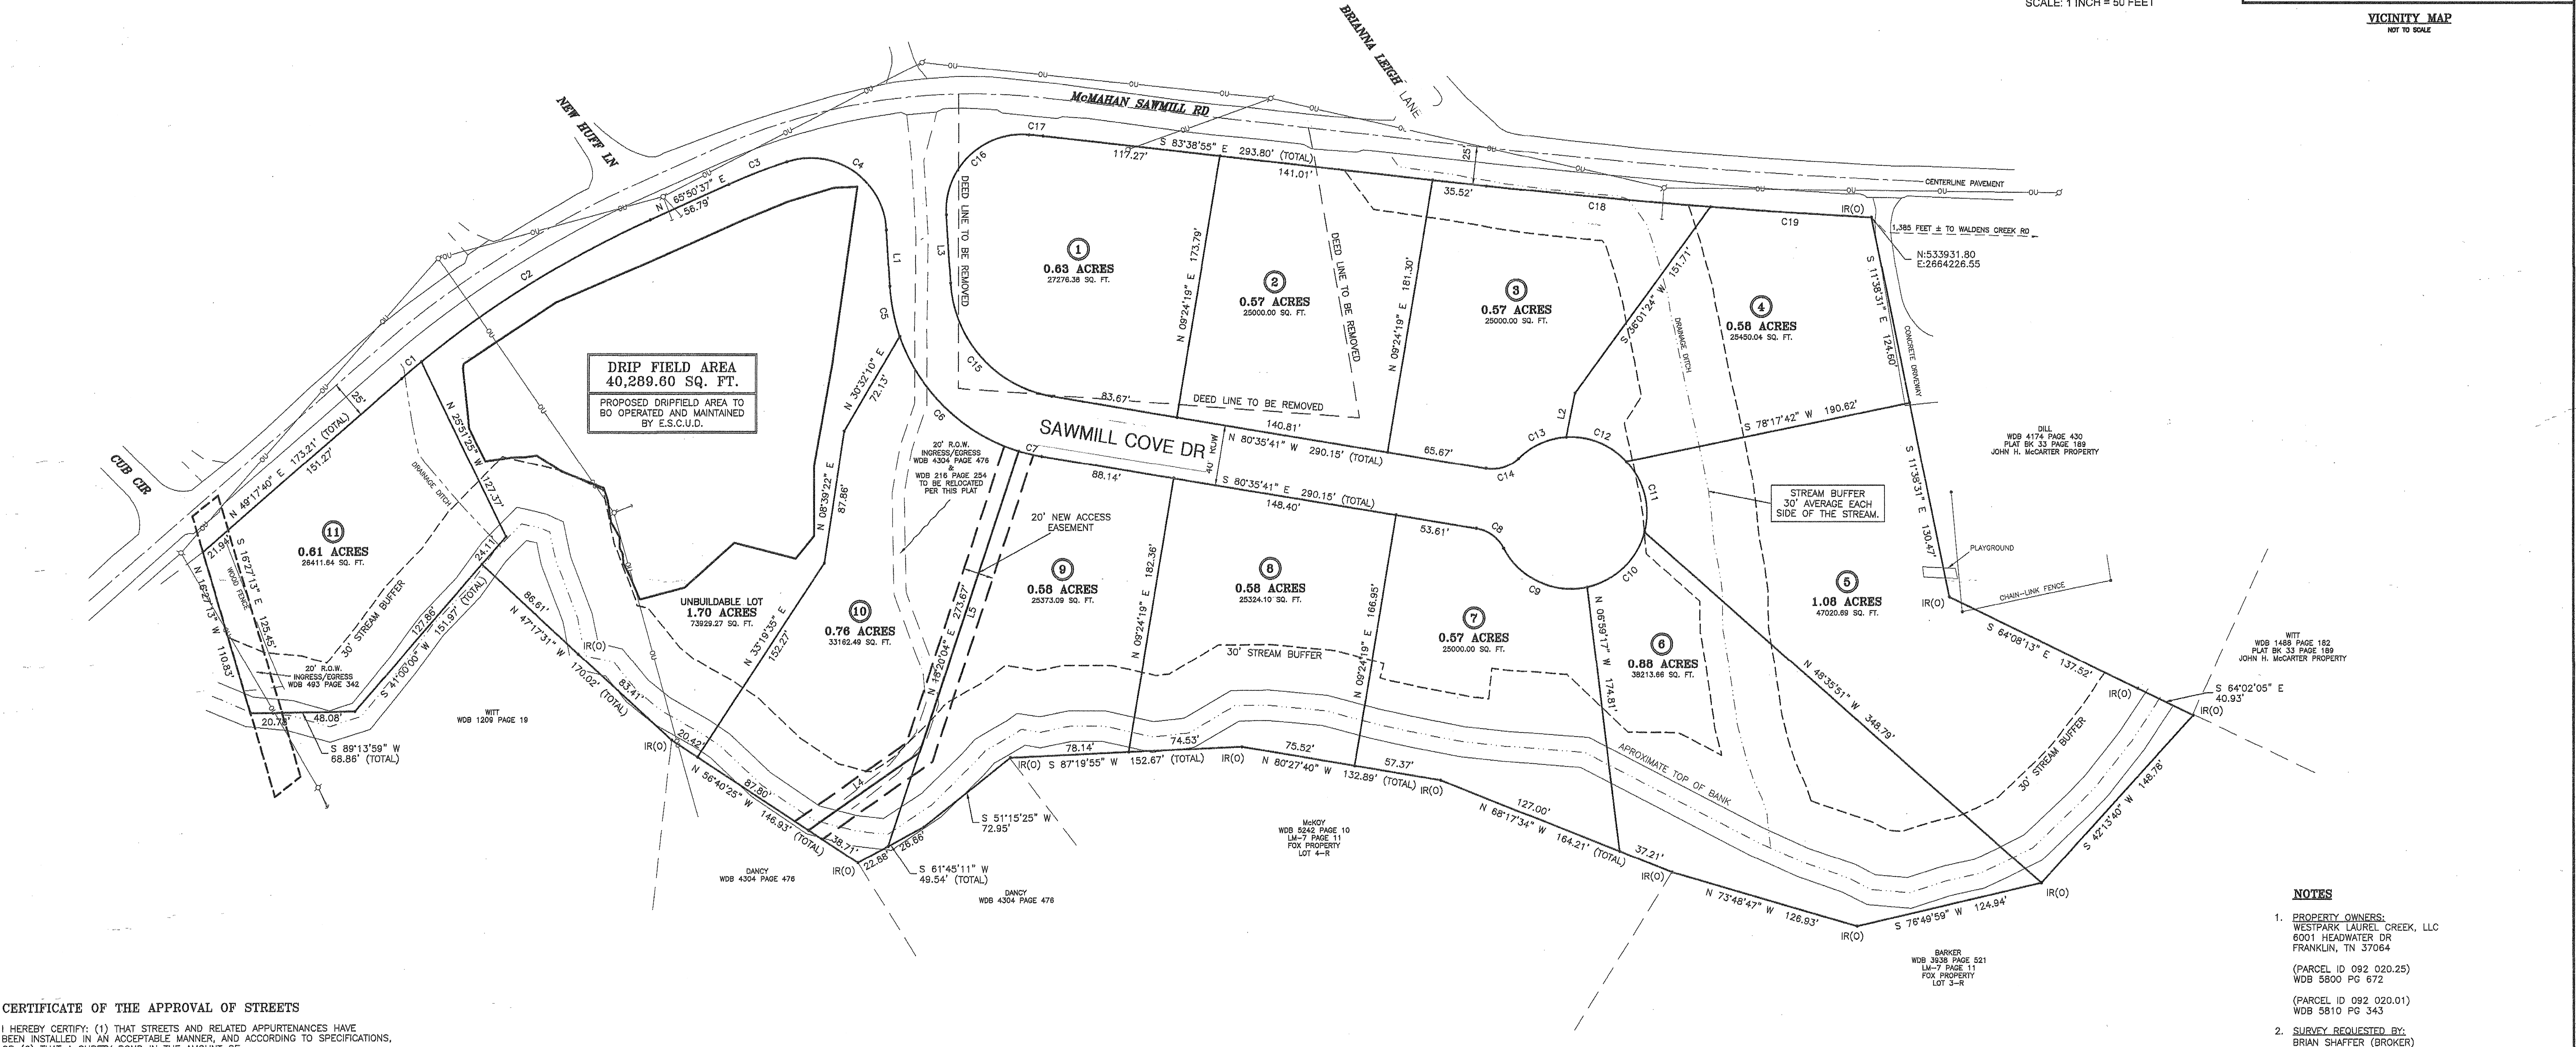 SCALE: 1 INCH = 50 FEET
VICINITY MAP
NOT TO SCALE
BRIANNA LEIGH LANE
NEW HUFF LN
McMAHAN SAWMILL RD
CUB CIR
CENTERLINE PAVEMENT
1,385 FEET ± TO WALDENS CREEK RD
N:533931.80
E:2664226.55
C1
C2
N 65°50'37" E
56.79'
C3
C4
L1
C5
C6
C7
L3
C15
C16
C17
S 83°38'55" E 293.80' (TOTAL)
117.27'
141.01'
35.52'
25'
C18
C19
IR(O)
DEED LINE TO BE REMOVED
DEED LINE TO BE REMOVED
DEED LINE TO BE REMOVED
1
0.63 ACRES
27276.38 SQ. FT.
N 09°24'19" E 173.79'
2
0.57 ACRES
25000.00 SQ. FT.
N 09°24'19" E 181.30'
3
0.57 ACRES
25000.00 SQ. FT.
S 36°01'24" W 151.71'
L2
DRAINAGE DITCH
4
0.58 ACRES
25450.04 SQ. FT.
S 11°38'31" E 124.60'
CONCRETE DRIVEWAY
S 78°17'42" W 190.62'
S 11°38'31" E 130.47'
DILL
WDB 4174 PAGE 430
PLAT BK 33 PAGE 189
JOHN H. McCARTER PROPERTY
DRIP FIELD AREA
40,289.60 SQ. FT.
PROPOSED DRIPFIELD AREA TO
BO OPERATED AND MAINTAINED
BY E.S.C.U.D.
N 30°32'10" E
72.13'
N 08°39'22" E
87.86'
20' R.O.W.
INGRESS/EGRESS
WDB 4304 PAGE 476
&
WDB 216 PAGE 254
TO BE RELOCATED
PER THIS PLAT
SAWMILL COVE DR
40' ROW
83.67'
140.81'
N 80°35'41" W 290.15' (TOTAL)
65.67'
88.14'
S 80°35'41" E 290.15' (TOTAL)
148.40'
53.61'
C8
C9
C10
C11
C12
C13
C14
STREAM BUFFER
30' AVERAGE EACH
SIDE OF THE STREAM.
PLAYGROUND
CHAIN-LINK FENCE
IR(O)
25'
N 49°17'40" E 173.21' (TOTAL)
151.27'
21.94'
N 25°51'25" W 127.37'
DRAINAGE DITCH
11
0.61 ACRES
26411.64 SQ. FT.
S 16°27'13" E 125.45'
WOOD FENCE
N 16°27'13" W 110.83'
20' R.O.W.
INGRESS/EGRESS
WDB 493 PAGE 342
30' STREAM BUFFER
24.11'
127.86'
S 41°00'00" W 151.97' (TOTAL)
20.78'
48.08'
S 89°13'59" W
68.86' (TOTAL)
WITT
WDB 1209 PAGE 19
86.61'
N 47°17'31" W 170.02' (TOTAL)
83.41'
IR(O)
IR(O)
UNBUILDABLE LOT
1.70 ACRES
73929.27 SQ. FT.
N 33°19'35" E
152.27'
10
0.76 ACRES
33162.49 SQ. FT.
20' NEW ACCESS
EASEMENT
N 18°20'04" E 273.67'
L5
L4
9
0.58 ACRES
25373.09 SQ. FT.
N 09°24'19" E 182.36'
8
0.58 ACRES
25324.10 SQ. FT.
N 09°24'19" E 166.95'
7
0.57 ACRES
25000.00 SQ. FT.
N 06°59'17" W 174.81'
6
0.88 ACRES
38213.66 SQ. FT.
N 48°35'51" W 348.79'
5
1.08 ACRES
47020.69 SQ. FT.
S 64°08'13" E 137.52'
IR(O)
WITT
WDB 1488 PAGE 182
PLAT BK 33 PAGE 189
JOHN H. McCARTER PROPERTY
S 64°02'05" E
40.93'
IR(O)
30' STREAM BUFFER
30' STREAM BUFFER
S 42°13'40" W 148.78'
20.42'
N 56°40'25" W 146.93' (TOTAL)
87.80'
38.71'
IR(O)
22.88'
26.66'
S 61°45'11" W
49.54' (TOTAL)
S 51°15'25" W
72.95'
DANCY
WDB 4304 PAGE 476
DANCY
WDB 4304 PAGE 476
78.14'
74.53'
IR(O) S 87°19'55" W 152.67' (TOTAL) IR(O)
75.52'
N 80°27'40" W 132.89' (TOTAL) IR(O)
57.37'
127.00'
N 68°17'34" W 164.21' (TOTAL)
37.21'
APROXIMATE TOP OF BANK
IR(O)
N 73°48'47" W 126.93'
IR(O)
S 76°49'59" W 124.94'
IR(O)
McKOY
WDB 5242 PAGE 10
LM-7 PAGE 11
FOX PROPERTY
LOT 4-R
BARKER
WDB 3938 PAGE 521
LM-7 PAGE 11
FOX PROPERTY
LOT 3-R
NOTES
1. PROPERTY OWNERS:
WESTPARK LAUREL CREEK, LLC
6001 HEADWATER DR
FRANKLIN, TN 37064
(PARCEL ID 092 020.25)
WDB 5800 PG 672
(PARCEL ID 092 020.01)
WDB 5810 PG 343
2. SURVEY REQUESTED BY:
BRIAN SHAFFER (BROKER)
CERTIFICATE OF THE APPROVAL OF STREETS
I HEREBY CERTIFY: (1) THAT STREETS AND RELATED APPURTENANCES HAVE
BEEN INSTALLED IN AN ACCEPTABLE MANNER, AND ACCORDING TO SPECIFICATIONS,